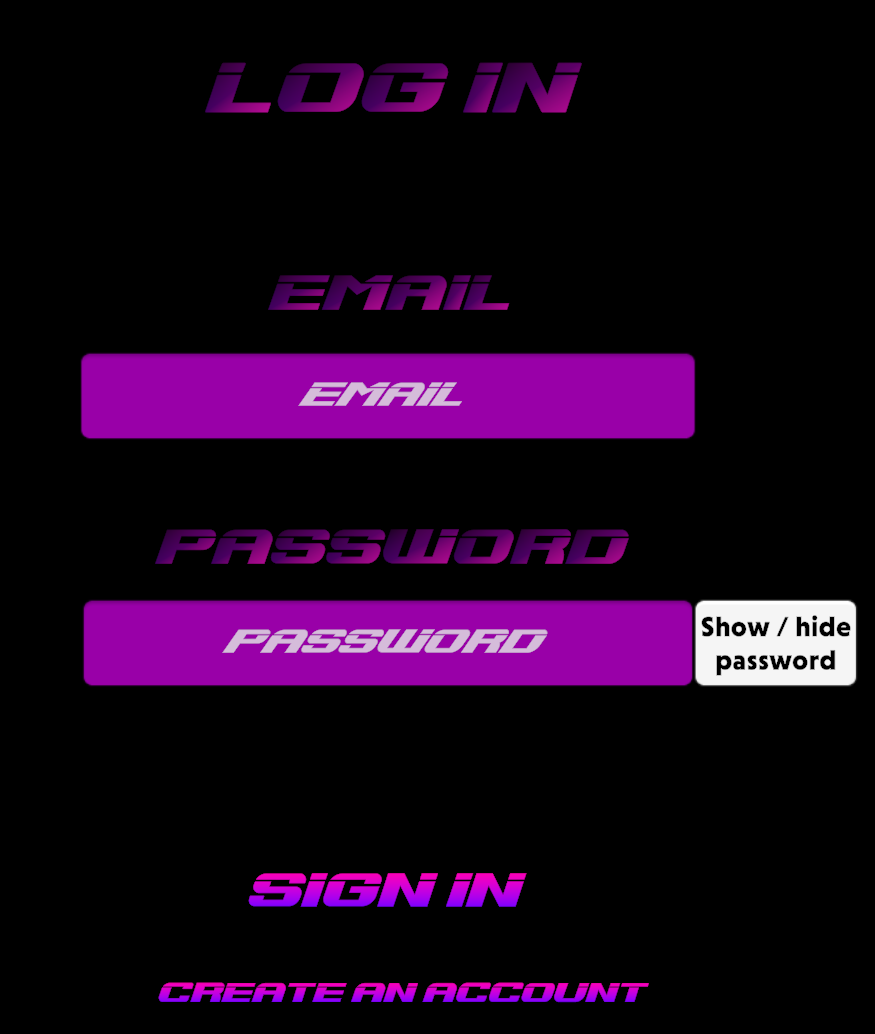 LOG IN
EMAIL
EMAIL
PASSWORD
PASSWORD
Show / hide
password
SIGN IN
CREATE AN ACCOUNT